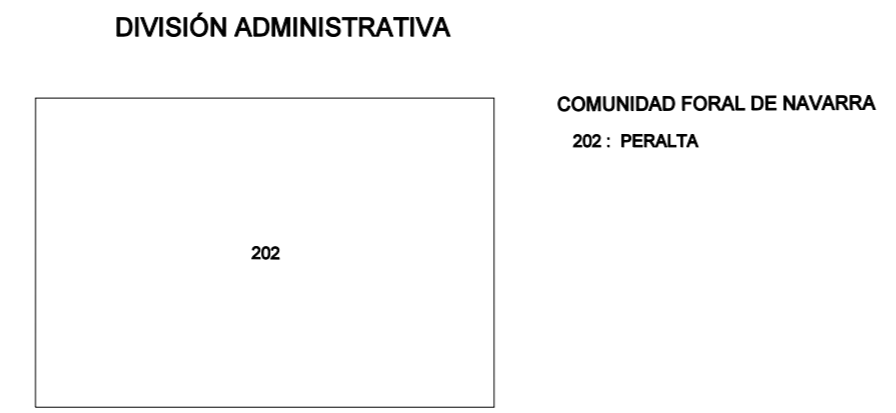 DIVISIÓN ADMINISTRATIVA
COMUNIDAD FORAL DE NAVARRA
202 : PERALTA
202